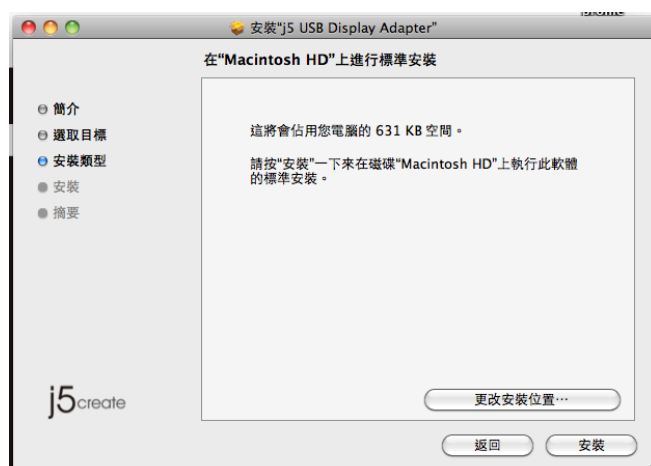 安裝"j5 USB Display Adapter"
在"Macintosh HD"上進行標準安裝
簡介
選取目標
安裝類型
安裝
摘要
這將會佔用您電腦的 631 KB 空間。
請按"安裝"一下來在磁碟"Macintosh HD"上執行此軟體
的標準安裝。
j5create
更改安裝位置⋯
返回
安裝